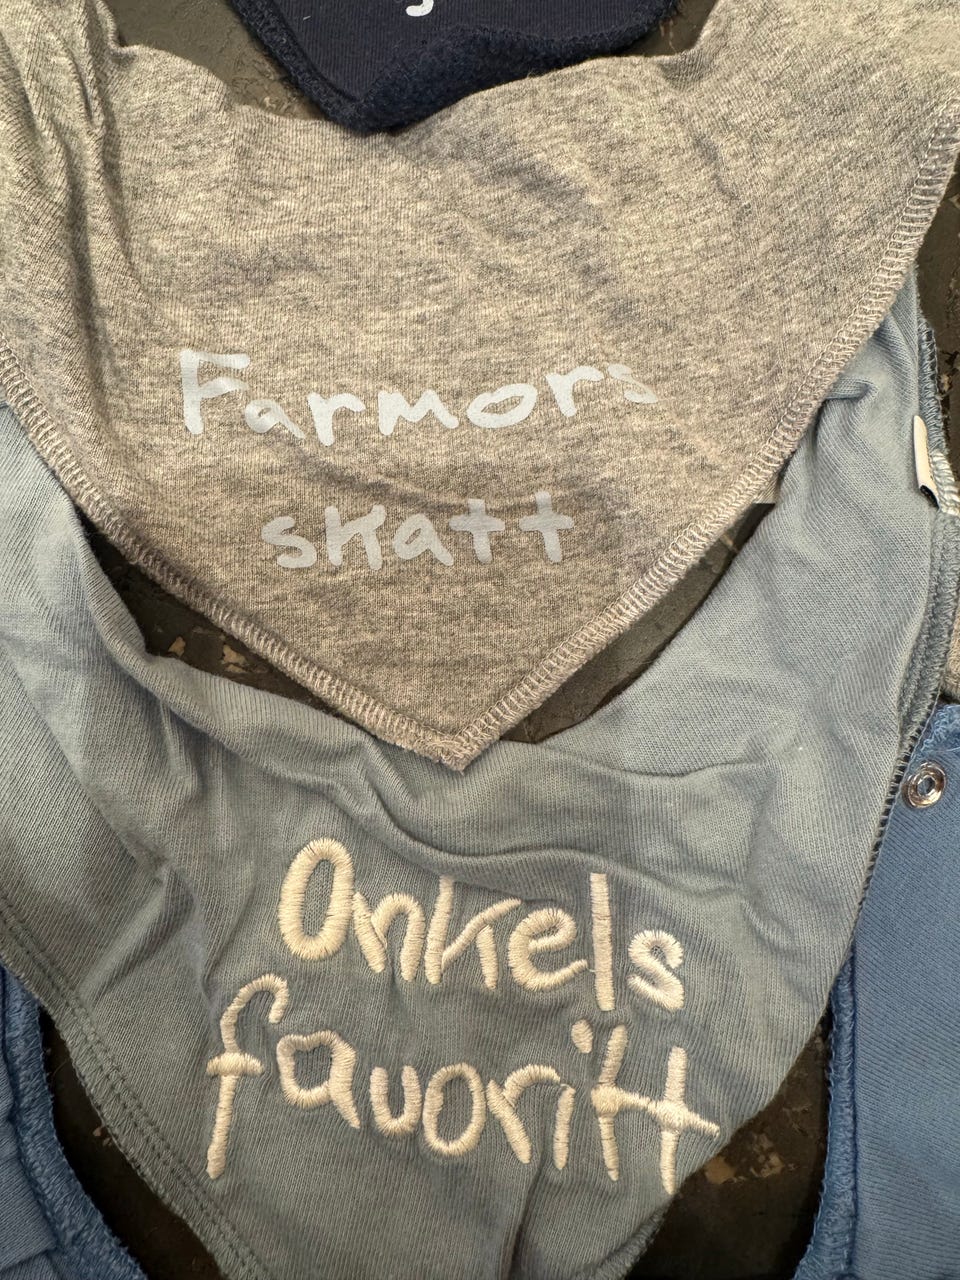 Farmors
skatt
Onkels
favoritt